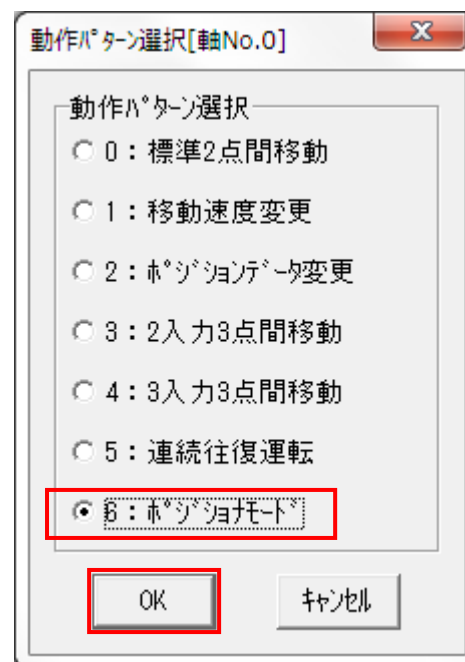 動作ﾊﾟﾀｰﾝ選択[軸No.0]
動作ﾊﾟﾀｰﾝ選択
0：標準2点間移動
1：移動速度変更
2：ﾎﾟｼﾞｼｮﾝﾃﾞｰﾀ変更
3：2入力3点間移動
4：3入力3点間移動
5：連続往復運転
6：ﾎﾟｼﾞｼｮﾅﾓｰﾄﾞ
OK ｷｬﾝｾﾙ